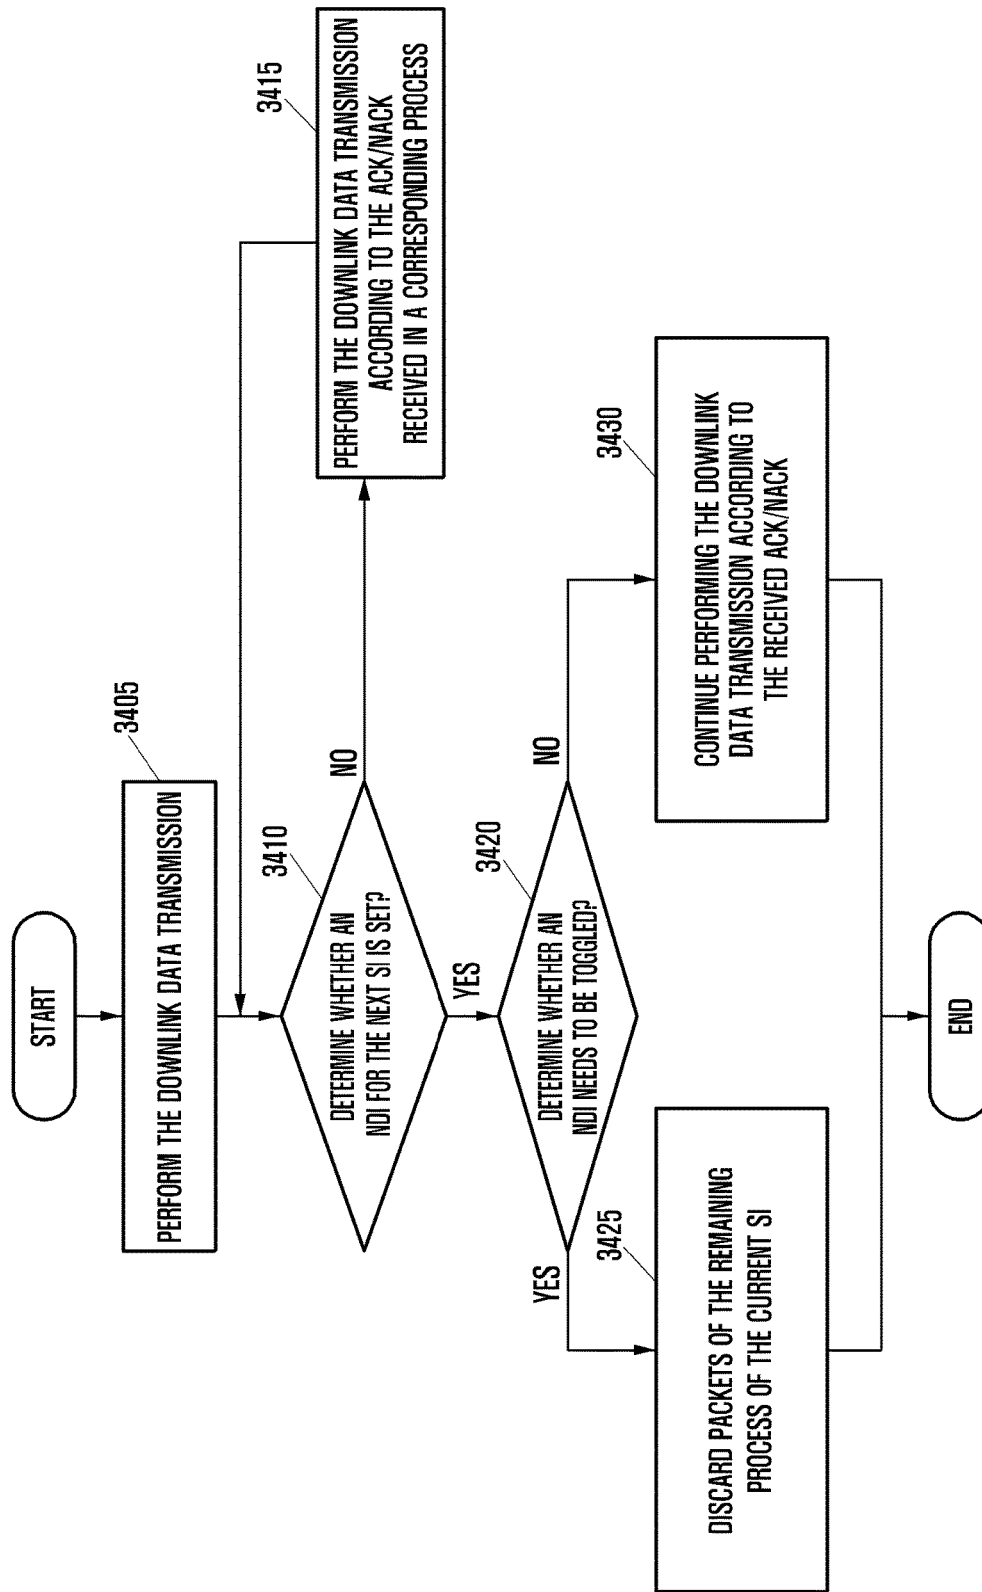 START
3405
PERFORM THE DOWNLINK DATA TRANSMISSION
3410
DETERMINE WHETHER AN
NDI FOR THE NEXT SI IS SET?
NO
3415
PERFORM THE DOWNLINK DATA TRANSMISSION
ACCORDING TO THE ACK/NACK
RECEIVED IN A CORRESPONDING PROCESS
YES
3420
DETERMINE WHETHER AN
NDI NEEDS TO BE TOGGLED?
YES
NO
3425
DISCARD PACKETS OF THE REMAINING
PROCESS OF THE CURRENT SI
3430
CONTINUE PERFORMING THE DOWNLINK
DATA TRANSMISSION ACCORDING TO
THE RECEIVED ACK/NACK
END